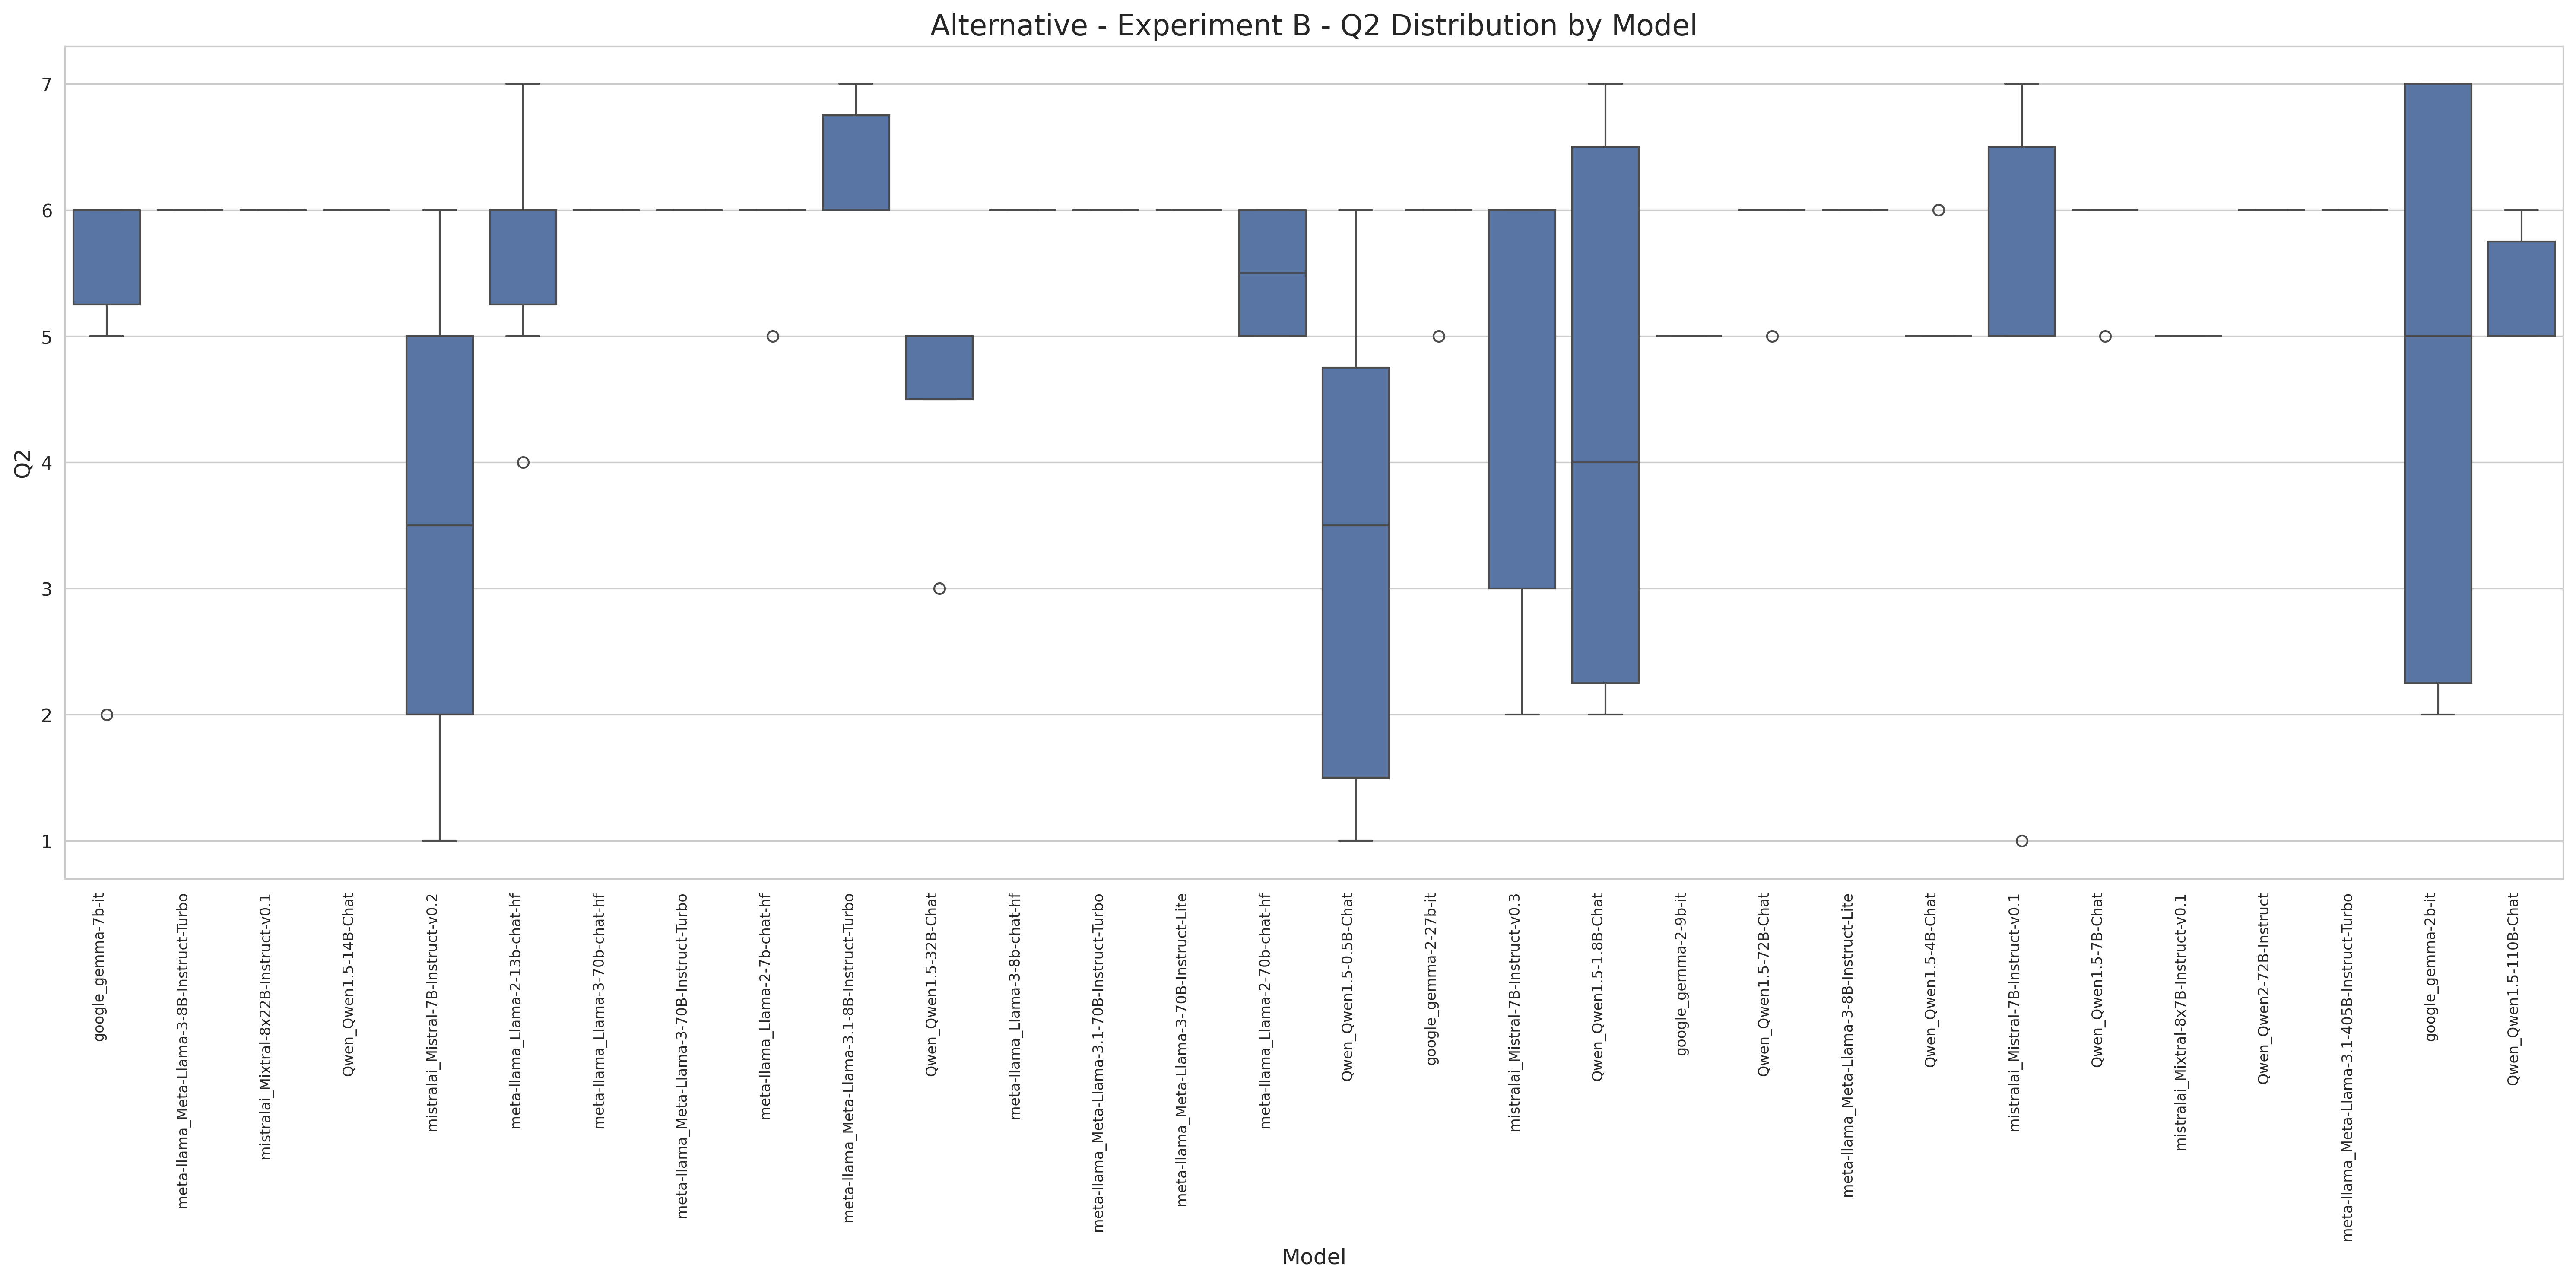 Alternative - Experiment B - Q2 Distribution by Model
7
6
5
4
3
2
1
Q2
google_gemma-7b-it
meta-llama_Meta-Llama-3-8B-Instruct-Turbo
mistralai_Mixtral-8x22B-Instruct-v0.1
Qwen_Qwen1.5-14B-Chat
mistralai_Mistral-7B-Instruct-v0.2
meta-llama_Llama-2-13b-chat-hf
meta-llama_Llama-3-70b-chat-hf
meta-llama_Meta-Llama-3-70B-Instruct-Turbo
meta-llama_Llama-2-7b-chat-hf
meta-llama_Meta-Llama-3.1-8B-Instruct-Turbo
Qwen_Qwen1.5-32B-Chat
meta-llama_Llama-3-8b-chat-hf
meta-llama_Meta-Llama-3.1-70B-Instruct-Turbo
meta-llama_Meta-Llama-3-70B-Instruct-Lite
meta-llama_Llama-2-70b-chat-hf
Qwen_Qwen1.5-0.5B-Chat
google_gemma-2-27b-it
mistralai_Mistral-7B-Instruct-v0.3
Qwen_Qwen1.5-1.8B-Chat
google_gemma-2-9b-it
Qwen_Qwen1.5-72B-Chat
meta-llama_Meta-Llama-3-8B-Instruct-Lite
Qwen_Qwen1.5-4B-Chat
mistralai_Mistral-7B-Instruct-v0.1
Qwen_Qwen1.5-7B-Chat
mistralai_Mixtral-8x7B-Instruct-v0.1
Qwen_Qwen2-72B-Instruct
meta-llama_Meta-Llama-3.1-405B-Instruct-Turbo
google_gemma-2b-it
Qwen_Qwen1.5-110B-Chat
Model